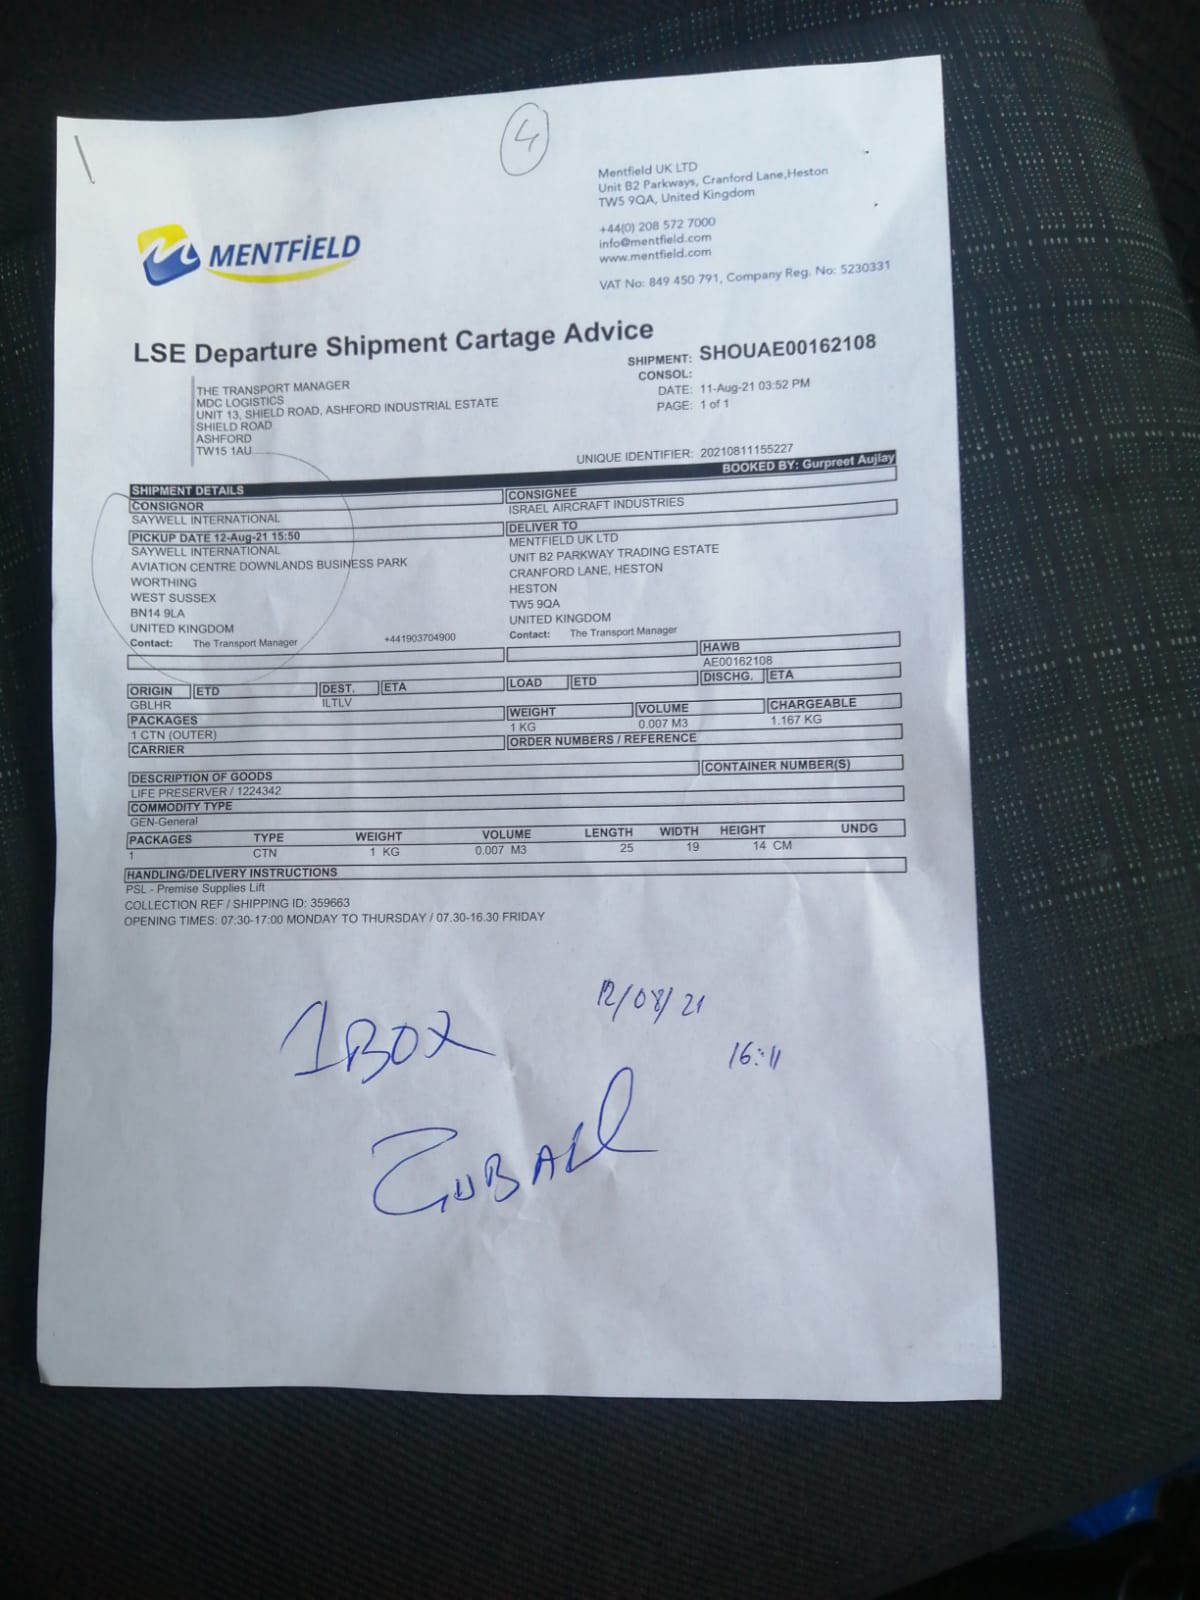 4
Mentfield UK LTD
Unit B2 Parkways, Cranford Lane,Heston
TW5 9QA, United Kingdom
+44(0) 208 572 7000
info@mentfield.com
www.mentfield.com
VAT No: 849 450 791, Company Reg. No: 5230331
MENTFiELD
LSE Departure Shipment Cartage Advice
SHIPMENT: SHOUAE00162108
CONSOL:
DATE: 11-Aug-21 03:52 PM
PAGE: 1 of 1
THE TRANSPORT MANAGER
MDC LOGISTICS
UNIT 13, SHIELD ROAD, ASHFORD INDUSTRIAL ESTATE
SHIELD ROAD
ASHFORD
TW15 1AU
UNIQUE IDENTIFIER: 20210811155227
BOOKED BY: Gurpreet Aujlay
SHIPMENT DETAILS
CONSIGNOR
SAYWELL INTERNATIONAL
PICKUP DATE 12-Aug-21 15:50
SAYWELL INTERNATIONAL
AVIATION CENTRE DOWNLANDS BUSINESS PARK
WORTHING
WEST SUSSEX
BN14 9LA
UNITED KINGDOM
Contact: The Transport Manager +441903704900
CONSIGNEE
ISRAEL AIRCRAFT INDUSTRIES
DELIVER TO
MENTFIELD UK LTD
UNIT B2 PARKWAY TRADING ESTATE
CRANFORD LANE, HESTON
HESTON
TW5 9QA
UNITED KINGDOM
Contact: The Transport Manager
HAWB
AE00162108
ORIGIN ETD DEST. ETA LOAD ETD DISCHG. ETA
GBLHR ILTLV
PACKAGES WEIGHT VOLUME CHARGEABLE
1 CTN (OUTER) 1 KG 0.007 M3 1.167 KG
CARRIER ORDER NUMBERS / REFERENCE
DESCRIPTION OF GOODS CONTAINER NUMBER(S)
LIFE PRESERVER / 1224342
COMMODITY TYPE
GEN-General
PACKAGES TYPE WEIGHT VOLUME LENGTH WIDTH HEIGHT UNDG
1 CTN 1 KG 0.007 M3 25 19 14 CM
HANDLING/DELIVERY INSTRUCTIONS
PSL - Premise Supplies Lift
COLLECTION REF / SHIPPING ID: 359663
OPENING TIMES: 07:30-17:00 MONDAY TO THURSDAY / 07.30-16.30 FRIDAY
1 BOX 12/08/21
16:11
ZUBAIL